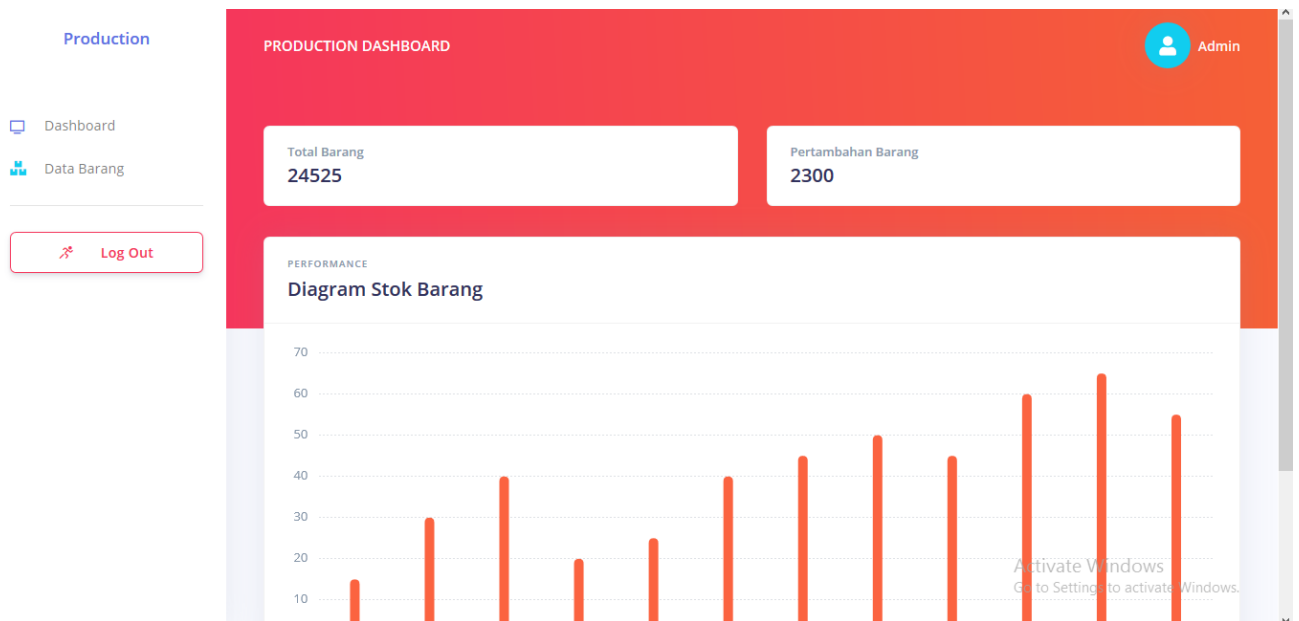 Production
Dashboard
Data Barang
Log Out
PRODUCTION DASHBOARD
Admin
Total Barang
24525
Pertambahan Barang
2300
PERFORMANCE
Diagram Stok Barang
70
60
50
40
30
20
10
Activate Windows
Go to Settings to activate Windows.